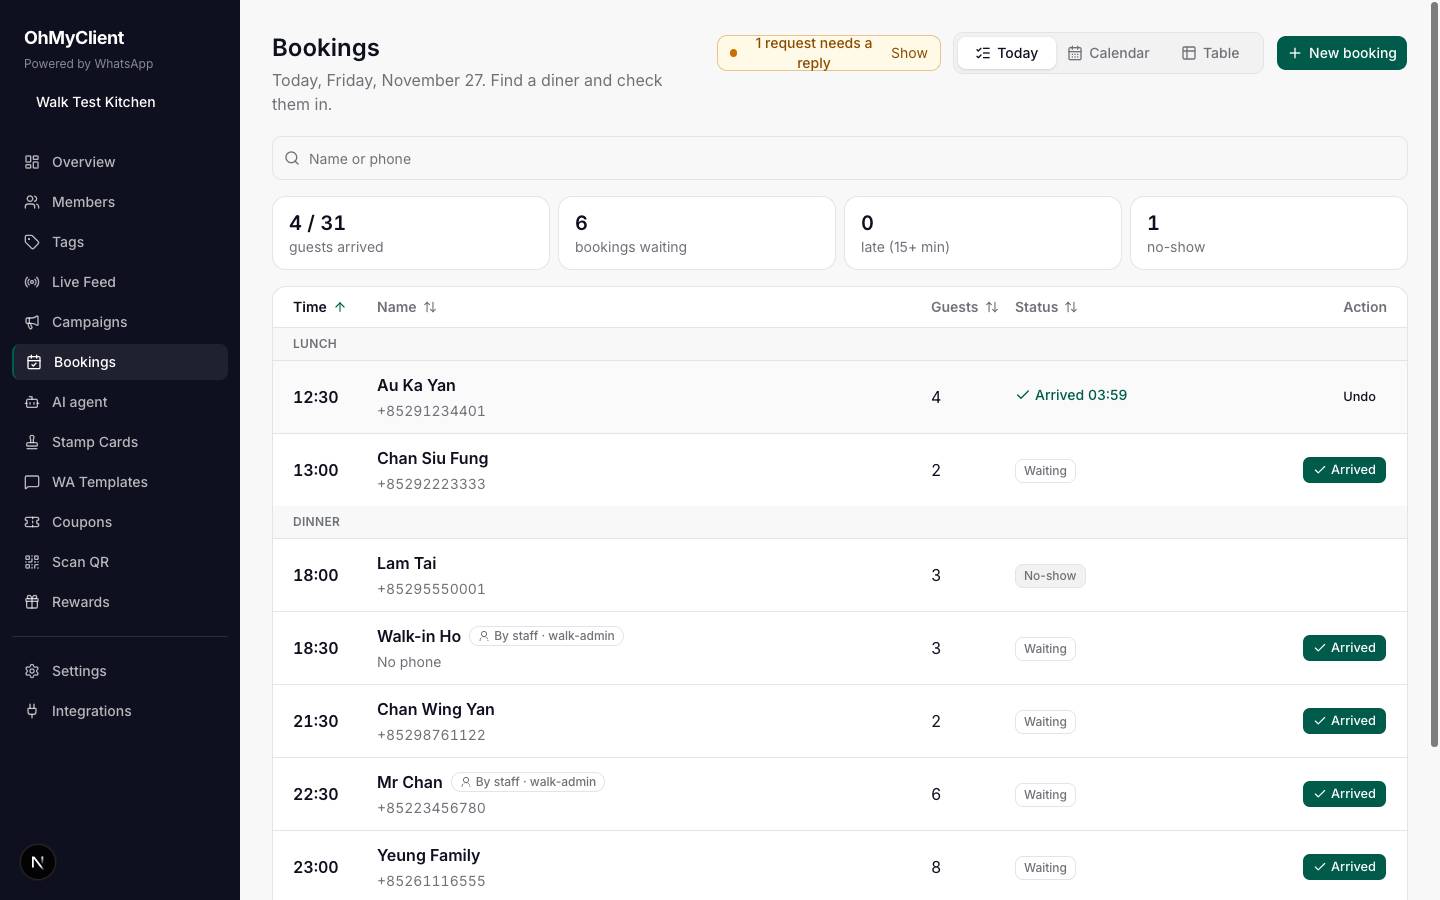 OhMyClient
Powered by WhatsApp
Walk Test Kitchen
Overview
Members
Tags
Live Feed
Campaigns
Bookings
AI agent
Stamp Cards
WA Templates
Coupons
Scan QR
Rewards
Settings
Integrations
N
Bookings
Today, Friday, November 27. Find a diner and check
them in.
1 request needs a
reply
Show
Today
Calendar
Table
New booking
Name or phone
4 / 31
guests arrived
6
bookings waiting
0
late (15+ min)
1
no-show
Time Name Guests Status Action
LUNCH
12:30 Au Ka Yan 4 Arrived 03:59 Undo
+85291234401
13:00 Chan Siu Fung 2 Waiting Arrived
+85292223333
DINNER
18:00 Lam Tai 3 No-show
+85295550001
18:30 Walk-in Ho By staff · walk-admin 3 Waiting Arrived
No phone
21:30 Chan Wing Yan 2 Waiting Arrived
+85298761122
22:30 Mr Chan By staff · walk-admin 6 Waiting Arrived
+85223456780
23:00 Yeung Family 8 Waiting Arrived
+85261116555